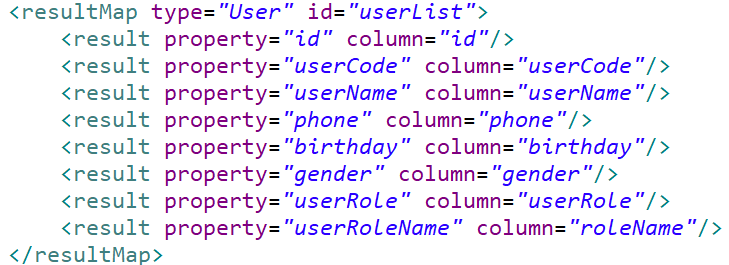 <resultMap type="User" id="userList">
    <result property="id" column="id"/>
    <result property="userCode" column="userCode"/>
    <result property="userName" column="userName"/>
    <result property="phone" column="phone"/>
    <result property="birthday" column="birthday"/>
    <result property="gender" column="gender"/>
    <result property="userRole" column="userRole"/>
    <result property="userRoleName" column="roleName"/>
</resultMap>